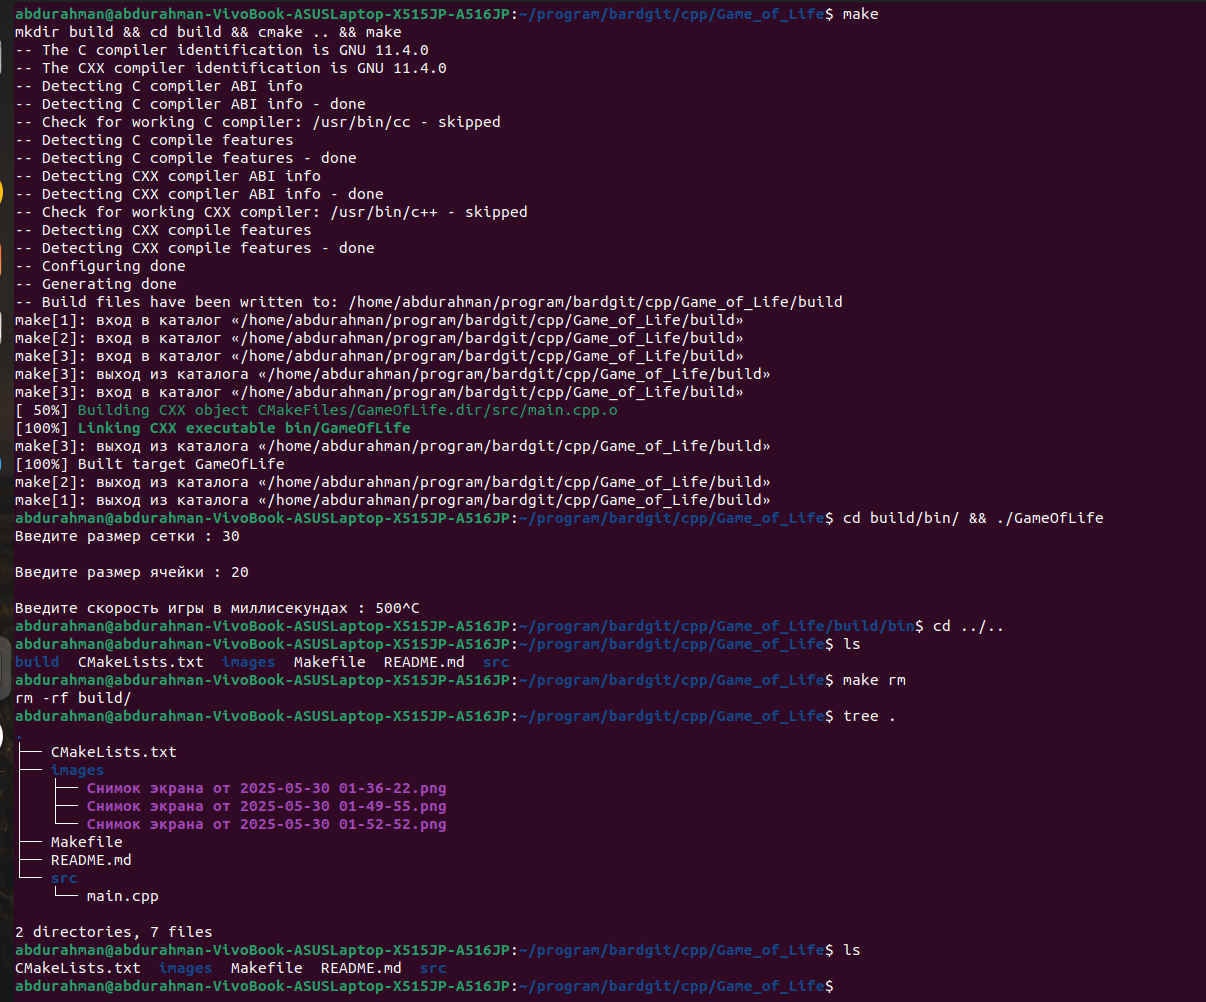 abdurahman@abdurahman-VivoBook-ASUSLaptop-X515JP-A516JP:~/program/bardgit/cpp/Game_of_Life$ make
mkdir build && cd build && cmake .. && make
-- The C compiler identification is GNU 11.4.0
-- The CXX compiler identification is GNU 11.4.0
-- Detecting C compiler ABI info
-- Detecting C compiler ABI info - done
-- Check for working C compiler: /usr/bin/cc - skipped
-- Detecting C compile features
-- Detecting C compile features - done
-- Detecting CXX compiler ABI info
-- Detecting CXX compiler ABI info - done
-- Check for working CXX compiler: /usr/bin/c++ - skipped
-- Detecting CXX compile features
-- Detecting CXX compile features - done
-- Configuring done
-- Generating done
-- Build files have been written to: /home/abdurahman/program/bardgit/cpp/Game_of_Life/build
make[1]: вход в каталог «/home/abdurahman/program/bardgit/cpp/Game_of_Life/build»
make[2]: вход в каталог «/home/abdurahman/program/bardgit/cpp/Game_of_Life/build»
make[3]: вход в каталог «/home/abdurahman/program/bardgit/cpp/Game_of_Life/build»
make[3]: выход из каталога «/home/abdurahman/program/bardgit/cpp/Game_of_Life/build»
make[3]: вход в каталог «/home/abdurahman/program/bardgit/cpp/Game_of_Life/build»
[ 50%] Building CXX object CMakeFiles/GameOfLife.dir/src/main.cpp.o
[100%] Linking CXX executable bin/GameOfLife
make[3]: выход из каталога «/home/abdurahman/program/bardgit/cpp/Game_of_Life/build»
[100%] Built target GameOfLife
make[2]: выход из каталога «/home/abdurahman/program/bardgit/cpp/Game_of_Life/build»
make[1]: выход из каталога «/home/abdurahman/program/bardgit/cpp/Game_of_Life/build»
abdurahman@abdurahman-VivoBook-ASUSLaptop-X515JP-A516JP:~/program/bardgit/cpp/Game_of_Life$ cd build/bin/ && ./GameOfLife
Введите размер сетки : 30
Введите размер ячейки : 20
Введите скорость игры в миллисекундах : 500^C
abdurahman@abdurahman-VivoBook-ASUSLaptop-X515JP-A516JP:~/program/bardgit/cpp/Game_of_Life/build/bin$ cd ../..
abdurahman@abdurahman-VivoBook-ASUSLaptop-X515JP-A516JP:~/program/bardgit/cpp/Game_of_Life$ ls
build  CMakeLists.txt  images  Makefile  README.md  src
abdurahman@abdurahman-VivoBook-ASUSLaptop-X515JP-A516JP:~/program/bardgit/cpp/Game_of_Life$ make rm
rm -rf build/
abdurahman@abdurahman-VivoBook-ASUSLaptop-X515JP-A516JP:~/program/bardgit/cpp/Game_of_Life$ tree .
.
├── CMakeLists.txt
├── images
│   ├── Снимок экрана от 2025-05-30 01-36-22.png
│   ├── Снимок экрана от 2025-05-30 01-49-55.png
│   └── Снимок экрана от 2025-05-30 01-52-52.png
├── Makefile
├── README.md
└── src
    └── main.cpp
2 directories, 7 files
abdurahman@abdurahman-VivoBook-ASUSLaptop-X515JP-A516JP:~/program/bardgit/cpp/Game_of_Life$ ls
CMakeLists.txt  images  Makefile  README.md  src
abdurahman@abdurahman-VivoBook-ASUSLaptop-X515JP-A516JP:~/program/bardgit/cpp/Game_of_Life$